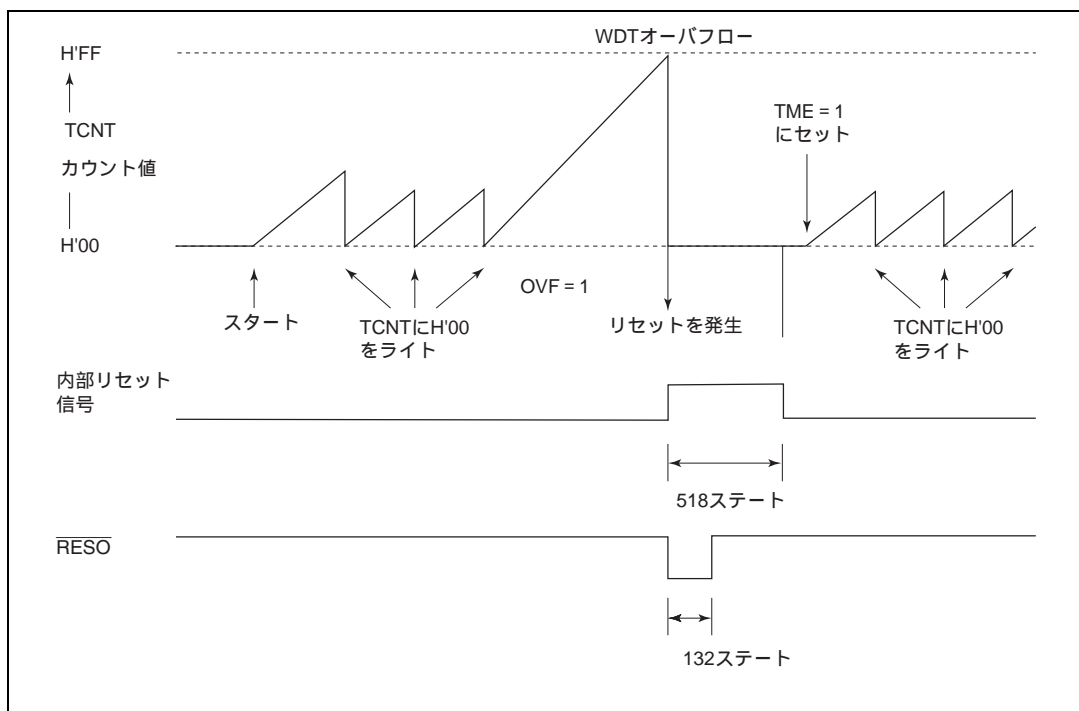 WDTオーバフロー
H'FF
TCNT
カウント値
H'00
TME = 1
にセット
OVF = 1
スタート
TCNTにH'00
をライト
リセットを発生
TCNTにH'00
をライト
内部リセット
信号
518ステート
RESO
132ステート